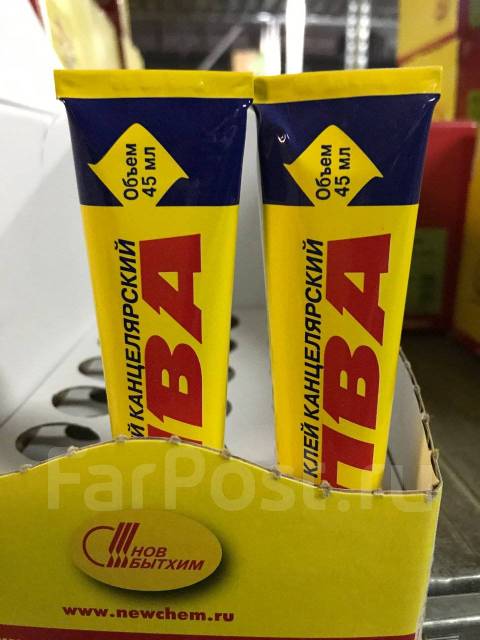 Объем
45 мл
КЛЕЙ КАНЦЕЛЯРСКИЙ
ПВА
Объем
45 мл
КЛЕЙ КАНЦЕЛЯРСКИЙ
ПВА
FarPost.ru
НОВ
БЫТХИМ
www.newchem.ru